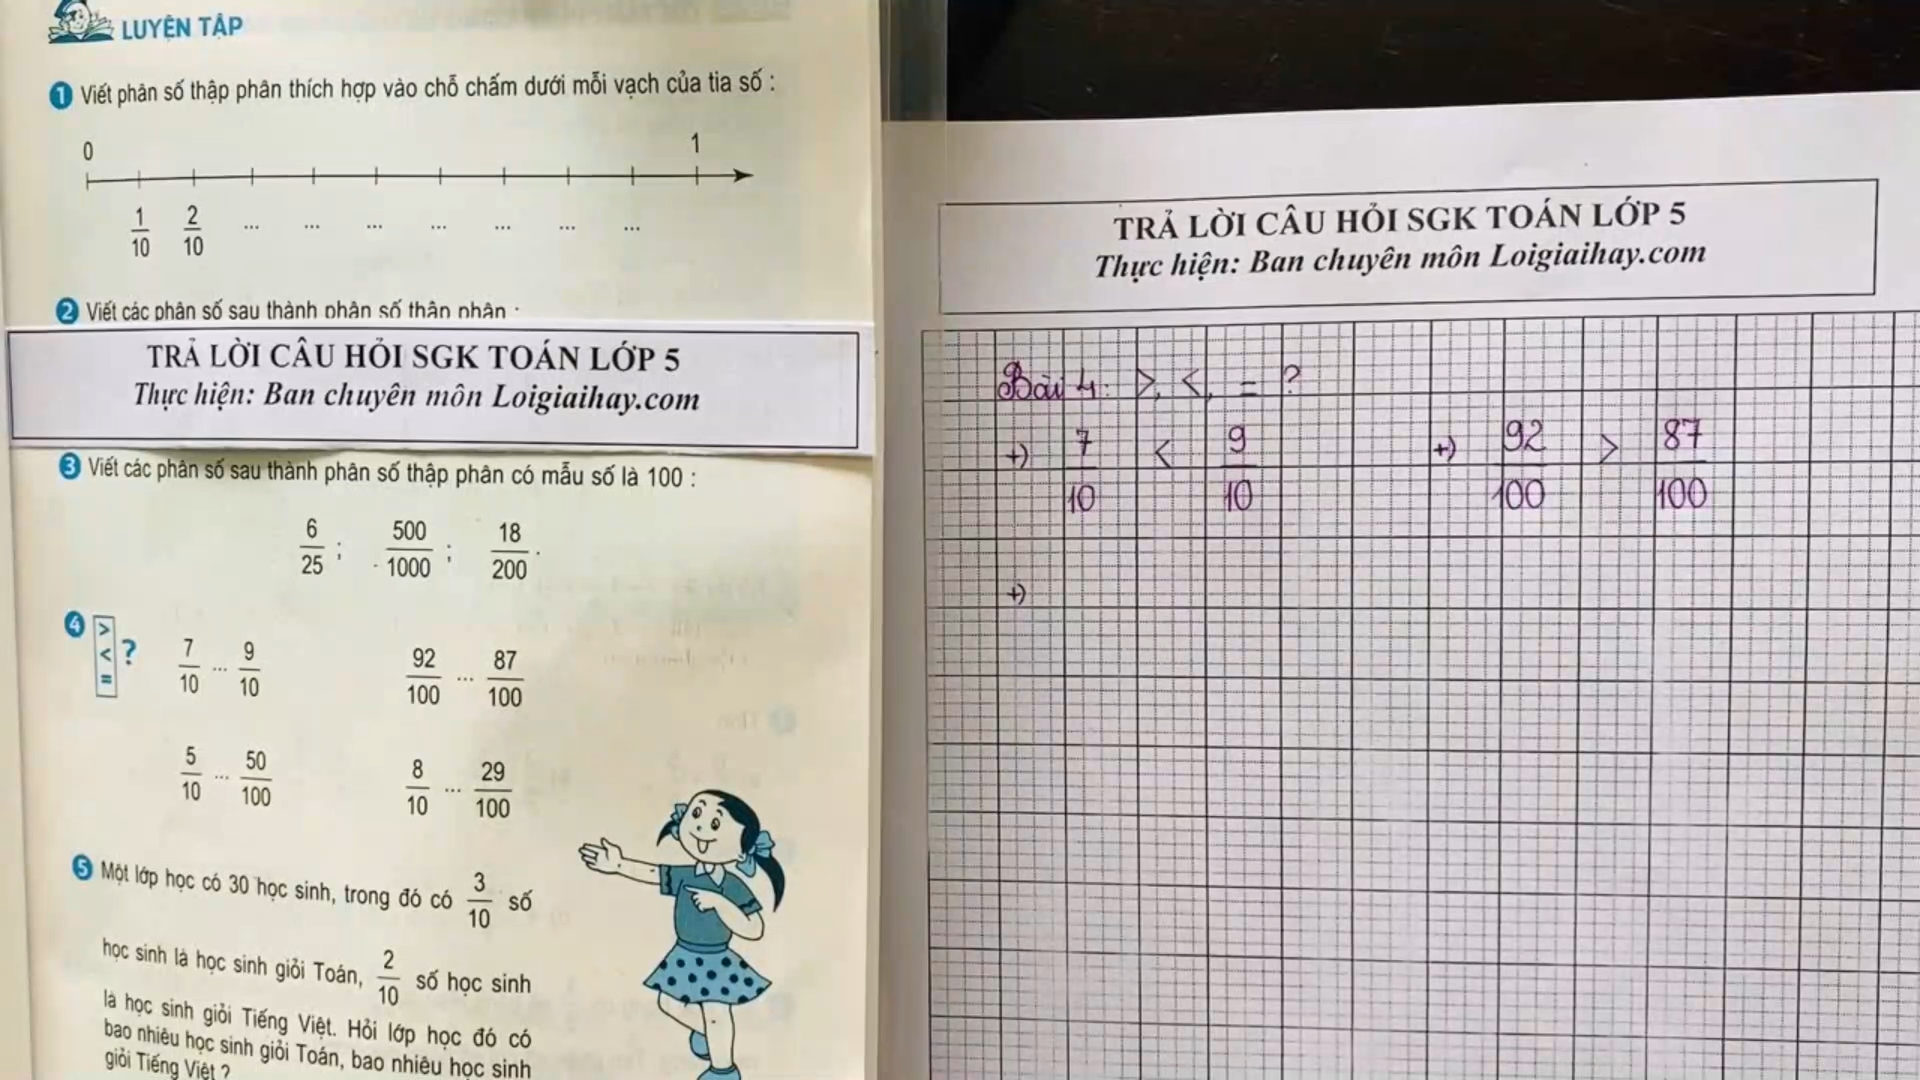 LUYỆN TẬP
1 Viết phân số thập phân thích hợp vào chỗ chấm dưới mỗi vạch của tia số :
0 1
1/10 2/10 ... ... ... ... ... ... ...
2 Viết các phân số sau thành phân số thập phân :
TRẢ LỜI CÂU HỎI SGK TOÁN LỚP 5
Thực hiện: Ban chuyên môn Loigiaihay.com
3 Viết các phân số sau thành phân số thập phân có mẫu số là 100 :
6/25 ; 500/1000 ; 18/200 .
4 > < = ? 7/10 ... 9/10 92/100 ... 87/100
5/10 ... 50/100 8/10 ... 29/100
5 Một lớp học có 30 học sinh, trong đó có 3/10 số
học sinh là học sinh giỏi Toán, 2/10 số học sinh
là học sinh giỏi Tiếng Việt. Hỏi lớp học đó có
bao nhiêu học sinh giỏi Toán, bao nhiêu học sinh
giỏi Tiếng Việt ?
TRẢ LỜI CÂU HỎI SGK TOÁN LỚP 5
Thực hiện: Ban chuyên môn Loigiaihay.com
Bài 4: >, <, = ?
+) 7/10 < 9/10 +) 92/100 > 87/100
+)